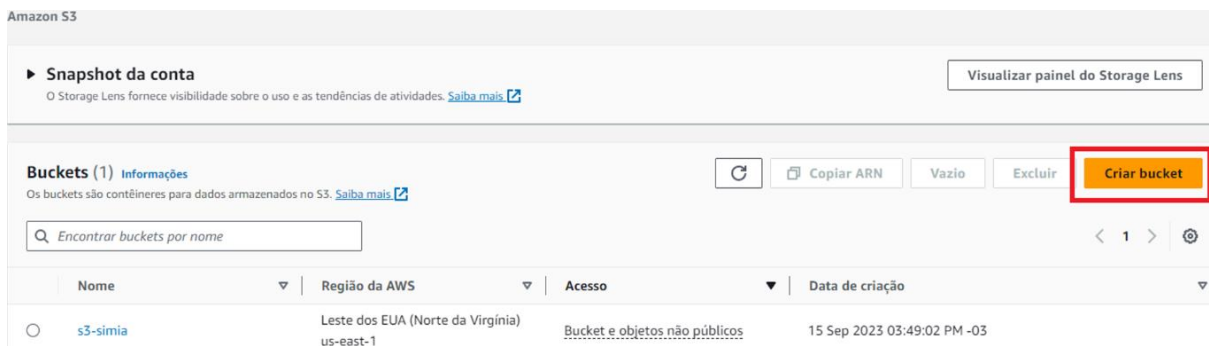 Amazon S3
Snapshot da conta
Visualizar painel do Storage Lens
O Storage Lens fornece visibilidade sobre o uso e as tendências de atividades. Saiba mais
Buckets (1) Informações
Copiar ARN
Vazio
Excluir
Criar bucket
Os buckets são contêineres para dados armazenados no S3. Saiba mais
Encontrar buckets por nome
1
Nome
Região da AWS
Acesso
Data de criação
s3-simia
Leste dos EUA (Norte da Virgínia)
us-east-1
Bucket e objetos não públicos
15 Sep 2023 03:49:02 PM -03